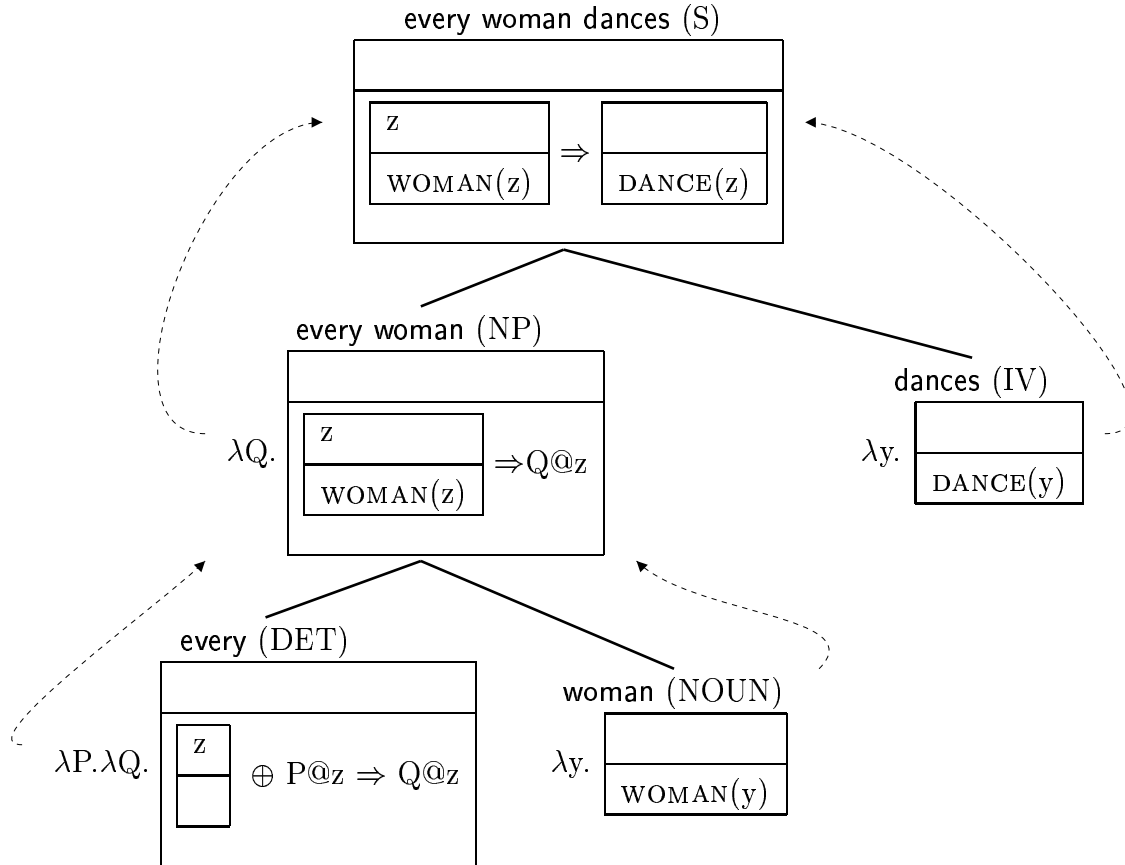 every woman dances (S)
z
⇒
WOMAN(z)
DANCE(z)
every woman (NP)
dances (IV)
z
λQ.
⇒Q@z
λy.
WOMAN(z)
DANCE(y)
every (DET)
woman (NOUN)
z
λP.λQ.
⊕ P@z ⇒ Q@z
λy.
WOMAN(y)